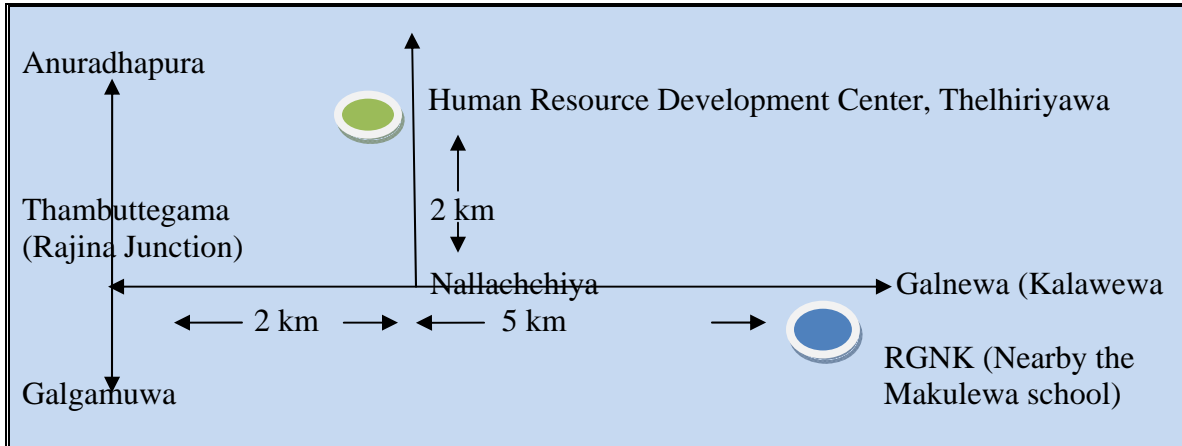 Anuradhapura
Human Resource Development Center, Thelhiriyawa
Thambuttegama
(Rajina Junction)
2 km
Nallachchiya
Galnewa (Kalawewa
2 km
5 km
RGNK (Nearby the
Makulewa school)
Galgamuwa